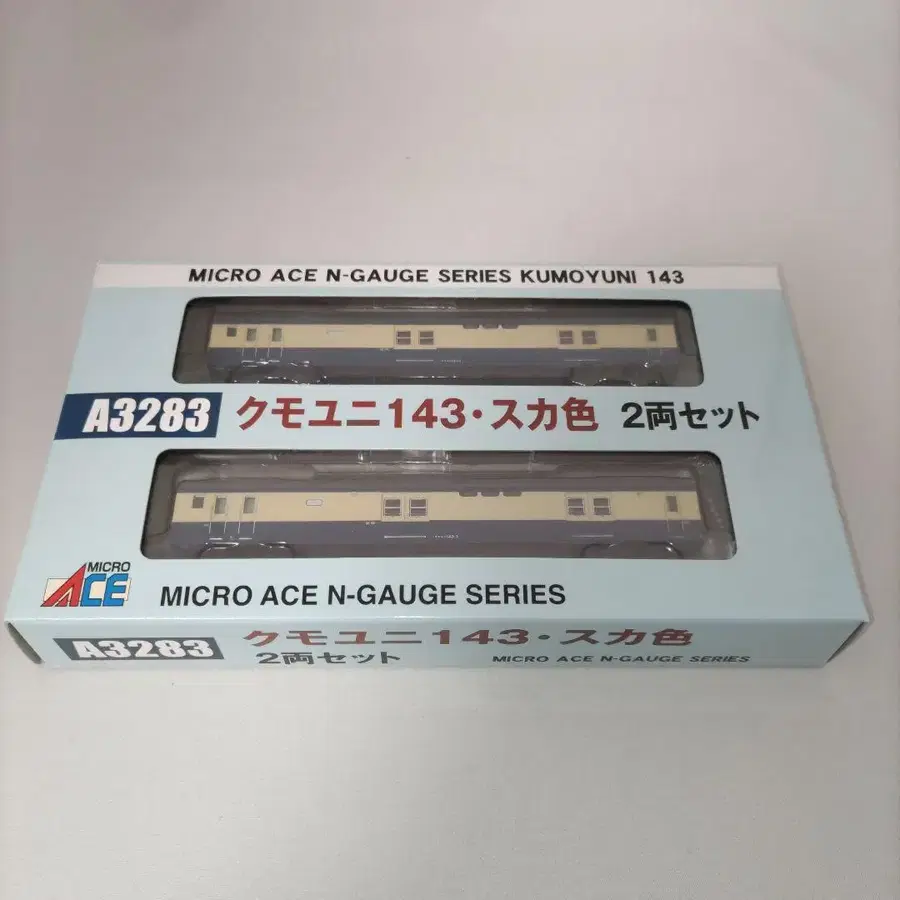 MICRO ACE N-GAUGE SERIES KUMOYUNI 143
A3283 クモユニ143・スカ色 2両セット
MICRO ACE
MICRO ACE N-GAUGE SERIES
A3283 クモユニ143・スカ色
2両セット MICRO ACE N-GAUGE SERIES